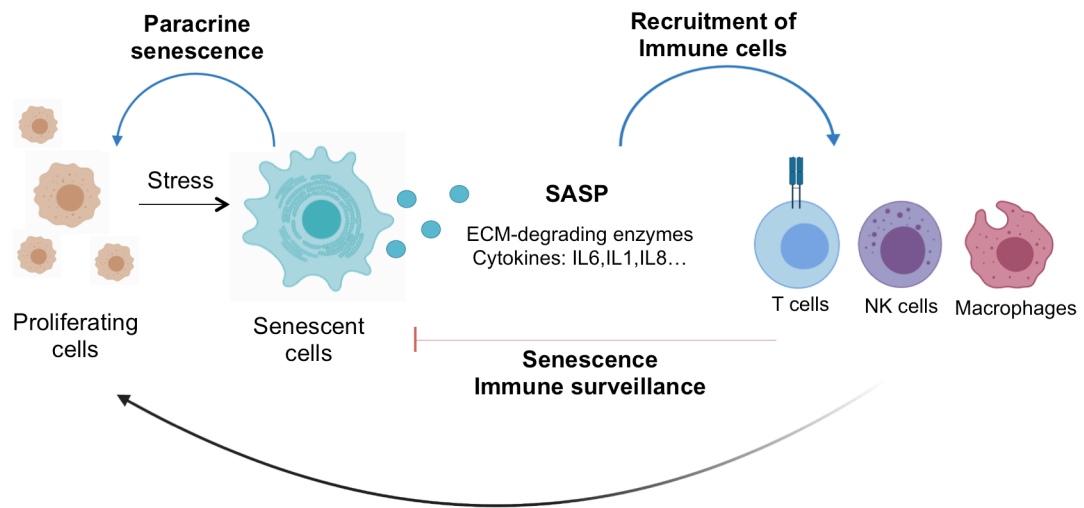 Paracrine
senescence
Recruitment of
Immune cells
Stress
SASP
ECM-degrading enzymes
Cytokines: IL6,IL1,IL8…
T cells
NK cells
Macrophages
Proliferating
cells
Senescent
cells
Senescence
Immune surveillance